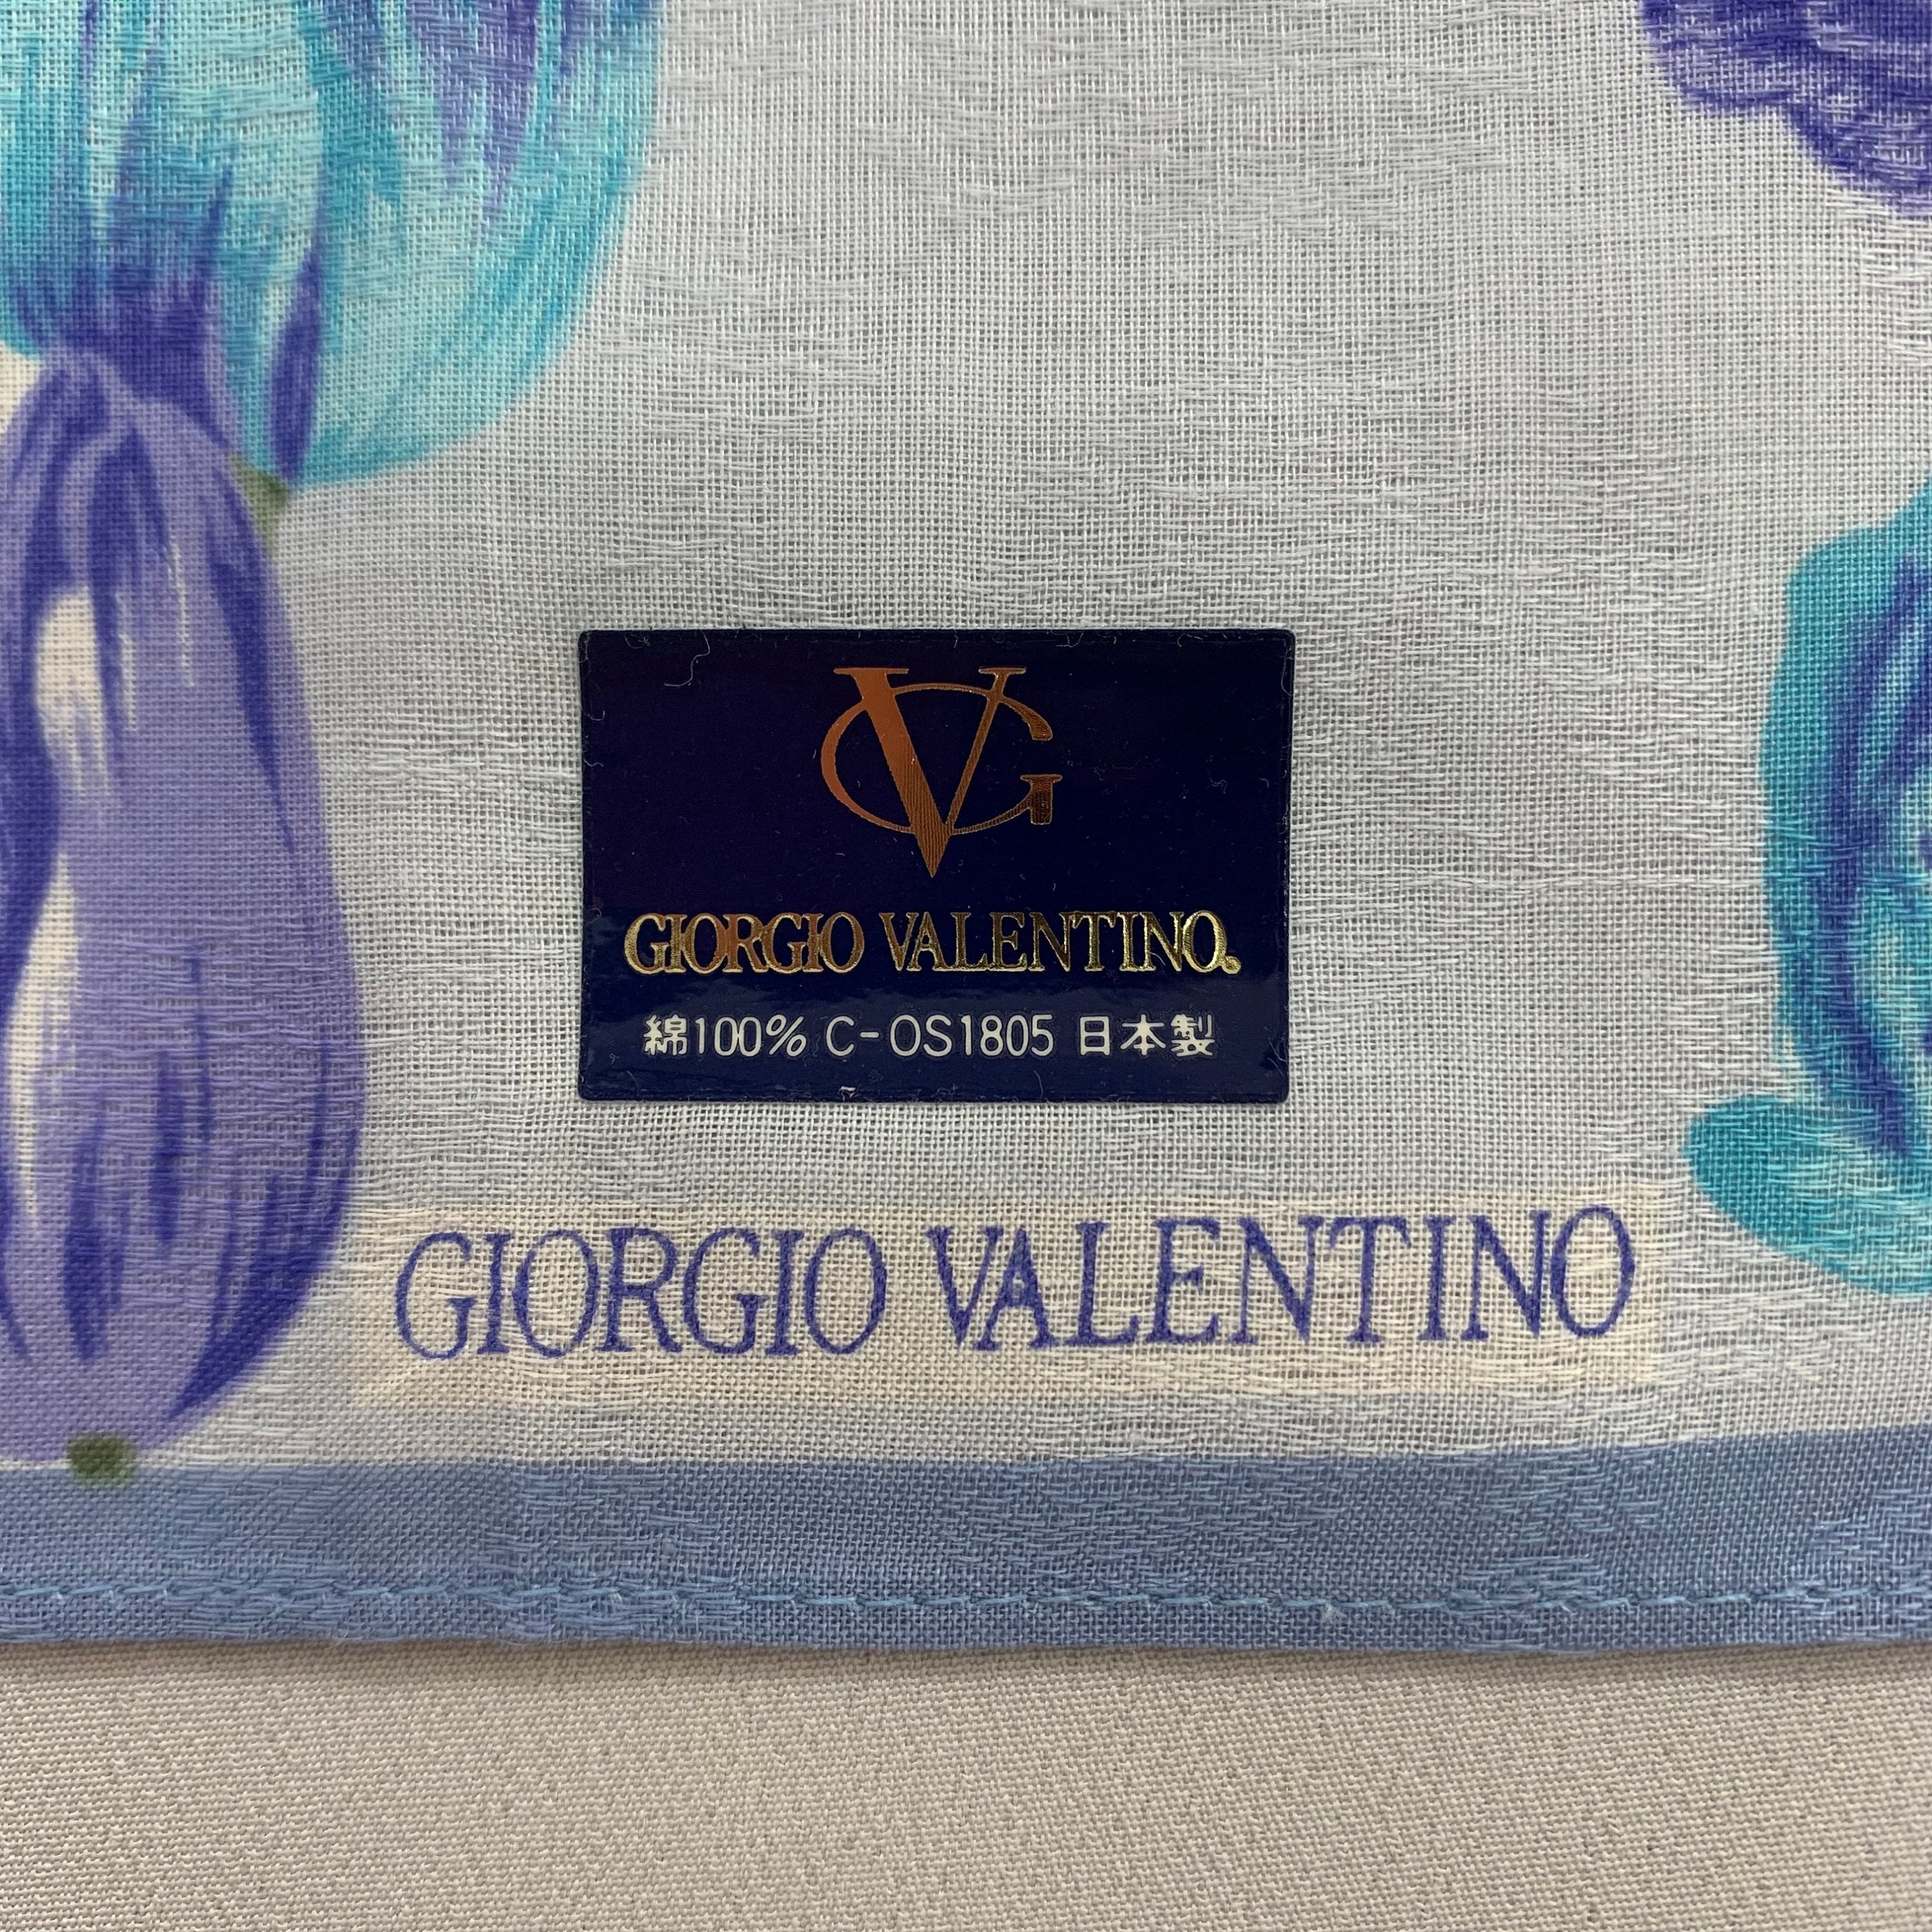 VG
GIORGIO VALENTINO.
綿100% C-OS1805 日本製
GIORGIO VALENTINO